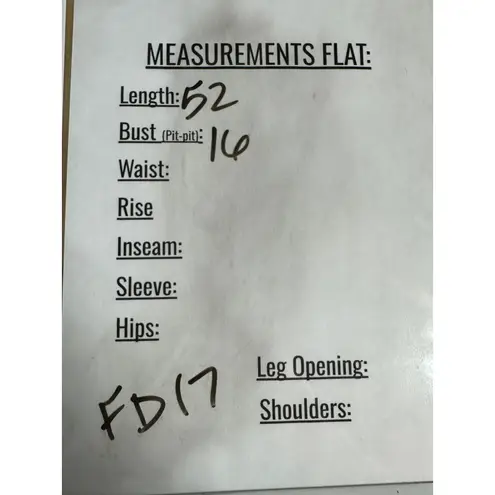 MEASUREMENTS FLAT:
Length: 52
Bust (Pit-pit): 16
Waist:
Rise
Inseam:
Sleeve:
Hips:
Leg Opening:
FD17
Shoulders: